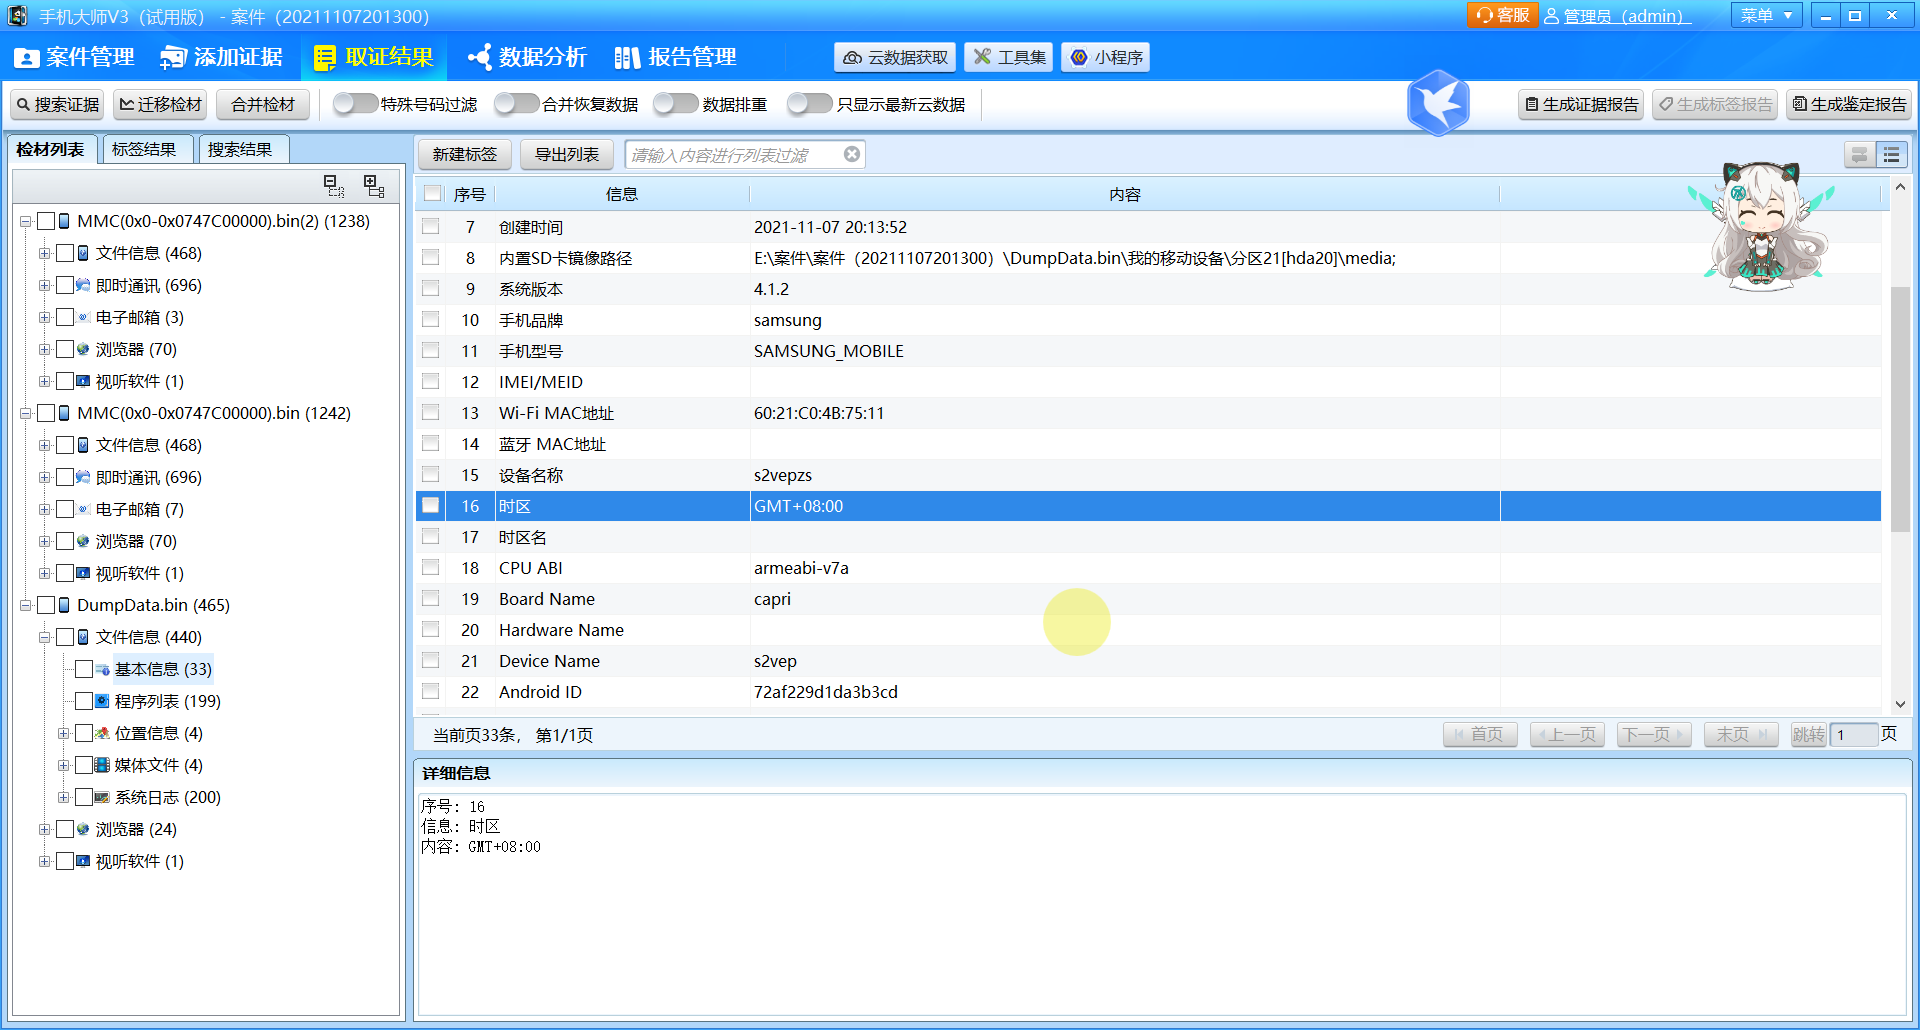 手机大师V3（试用版） - 案件（20211107201300）
客服 管理员（admin） 菜单
案件管理 添加证据 取证结果 数据分析 报告管理 云数据获取 工具集 小程序
搜索证据 迁移检材 合并检材 特殊号码过滤 合并恢复数据 数据排重 只显示最新云数据 生成证据报告 生成标签报告 生成鉴定报告
检材列表 标签结果 搜索结果
MMC(0x0-0x0747C00000).bin(2) (1238)
文件信息 (468)
即时通讯 (696)
电子邮箱 (3)
浏览器 (70)
视听软件 (1)
MMC(0x0-0x0747C00000).bin (1242)
文件信息 (468)
即时通讯 (696)
电子邮箱 (7)
浏览器 (70)
视听软件 (1)
DumpData.bin (465)
文件信息 (440)
基本信息 (33)
程序列表 (199)
位置信息 (4)
媒体文件 (4)
系统日志 (200)
浏览器 (24)
视听软件 (1)
新建标签 导出列表 请输入内容进行列表过滤
序号 信息 内容
7 创建时间 2021-11-07 20:13:52
8 内置SD卡镜像路径 E:\案件\案件（20211107201300）\DumpData.bin\我的移动设备\分区21[hda20]\media;
9 系统版本 4.1.2
10 手机品牌 samsung
11 手机型号 SAMSUNG_MOBILE
12 IMEI/MEID
13 Wi-Fi MAC地址 60:21:C0:4B:75:11
14 蓝牙 MAC地址
15 设备名称 s2vepzs
16 时区 GMT+08:00
17 时区名
18 CPU ABI armeabi-v7a
19 Board Name capri
20 Hardware Name
21 Device Name s2vep
22 Android ID 72af229d1da3b3cd
当前页33条， 第1/1页 首页 上一页 下一页 末页 跳转 1 页
详细信息
序号: 16
信息: 时区
内容: GMT+08:00